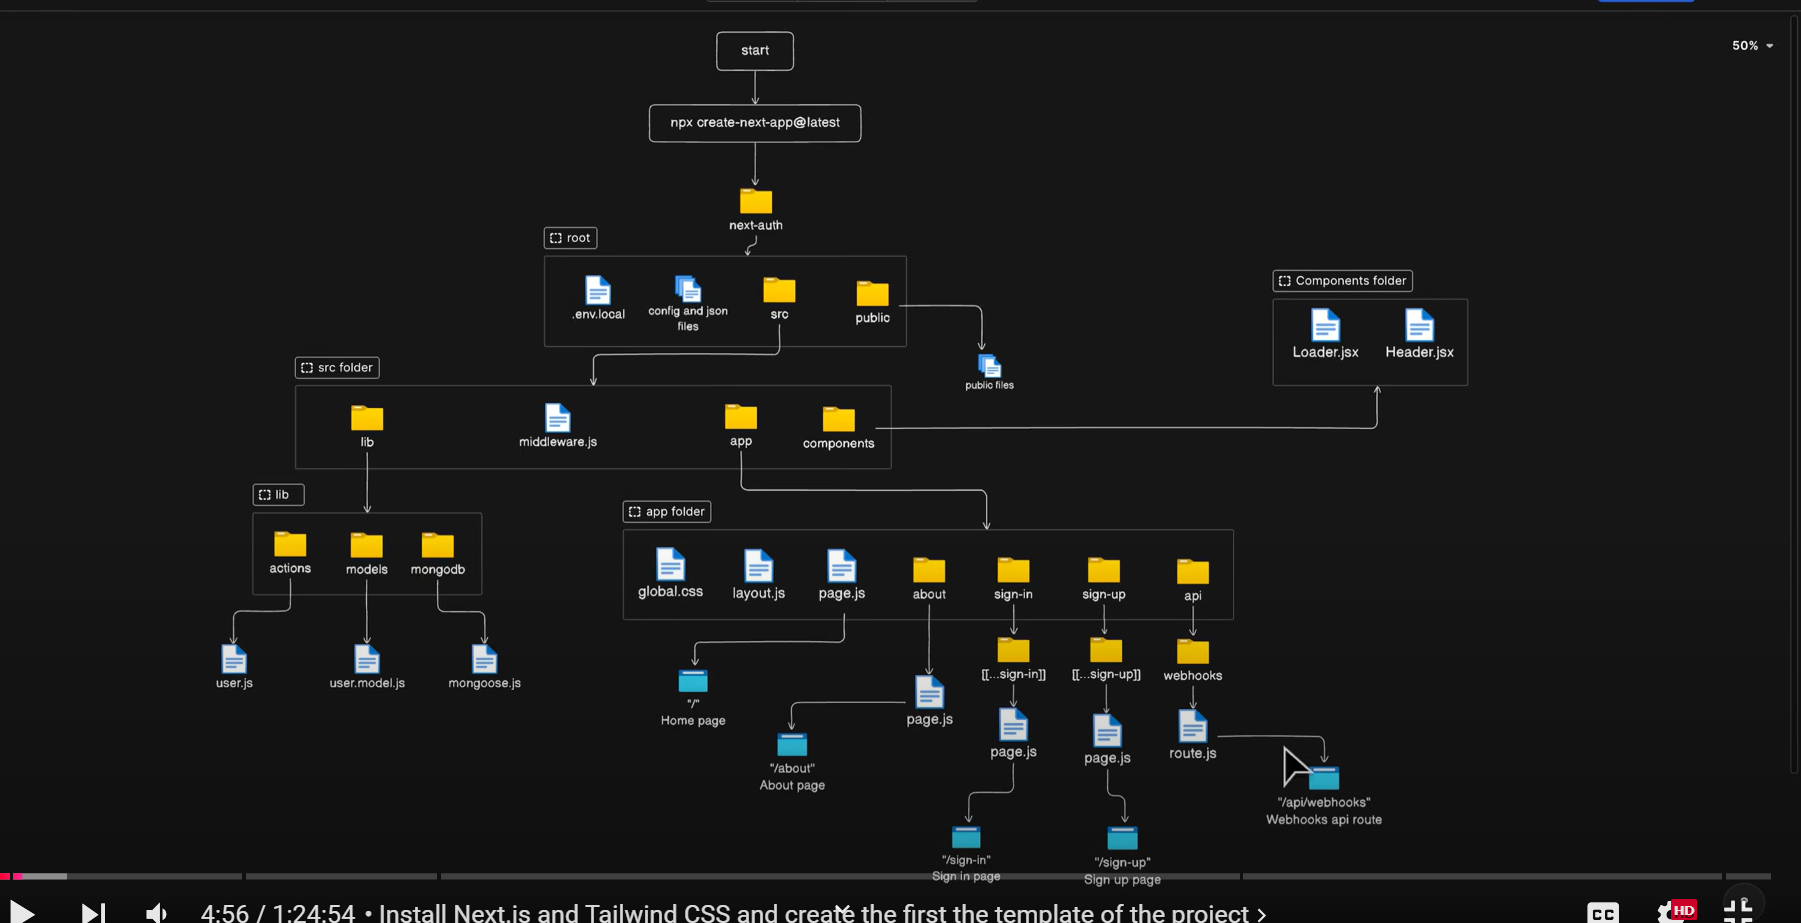 50%
start
npx create-next-app@latest
next-auth
root
.env.local
config and json
files
src
public
public files
Components folder
Loader.jsx
Header.jsx
src folder
lib
middleware.js
app
components
lib
actions
models
mongodb
user.js
user.model.js
mongoose.js
app folder
global.css
layout.js
page.js
about
sign-in
sign-up
api
[[...sign-in]]
[[...sign-up]]
webhooks
"/"
Home page
page.js
page.js
page.js
route.js
"/about"
About page
"/api/webhooks"
Webhooks api route
"/sign-in"
Sign in page
"/sign-up"
Sign up page
4:56 / 1:24:54 • Install Next.js and Tailwind CSS and create the first the template of the project >
CC
HD